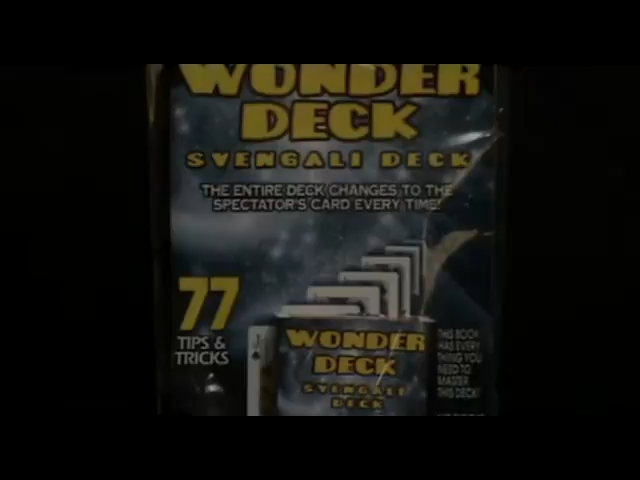 WONDER
DECK
SVENGALI DECK
THE ENTIRE DECK CHANGES TO THE
SPECTATOR'S CARD EVERY TIME!
77
TIPS &
TRICKS
WONDER
DECK
SVENGALI
DECK
THIS BOOK
HAS EVERY
THING YOU
NEED TO
MASTER
THIS DECK!